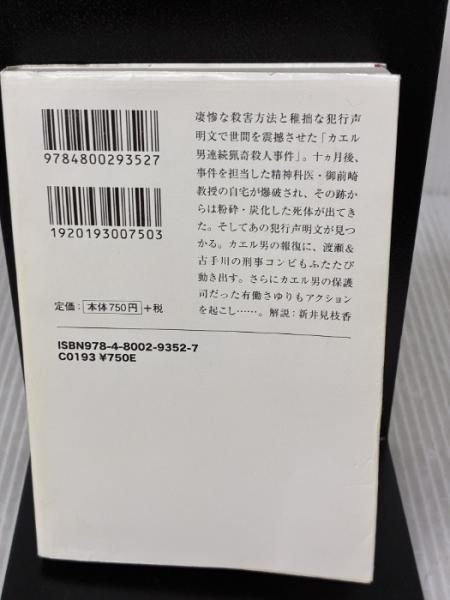 9784800293527
1920193007503
定価：本体750円＋税
ISBN978-4-8002-9352-7
C0193 ¥750E
凄惨な殺害方法と稚拙な犯行声
明文で世間を震撼させた「カエル
男連続猟奇殺人事件」。十ヵ月後、
事件を担当した精神科医・御前崎
教授の自宅が爆破され、その跡か
らは粉砕・炭化した死体が出てき
た。そしてあの犯行声明文が見つ
かる。カエル男の報復に、渡瀬＆
古手川の刑事コンビもふたたび
動き出す。さらにカエル男の保護
司だった有働さゆりもアクション
を起こし……。解説：新井見枝香